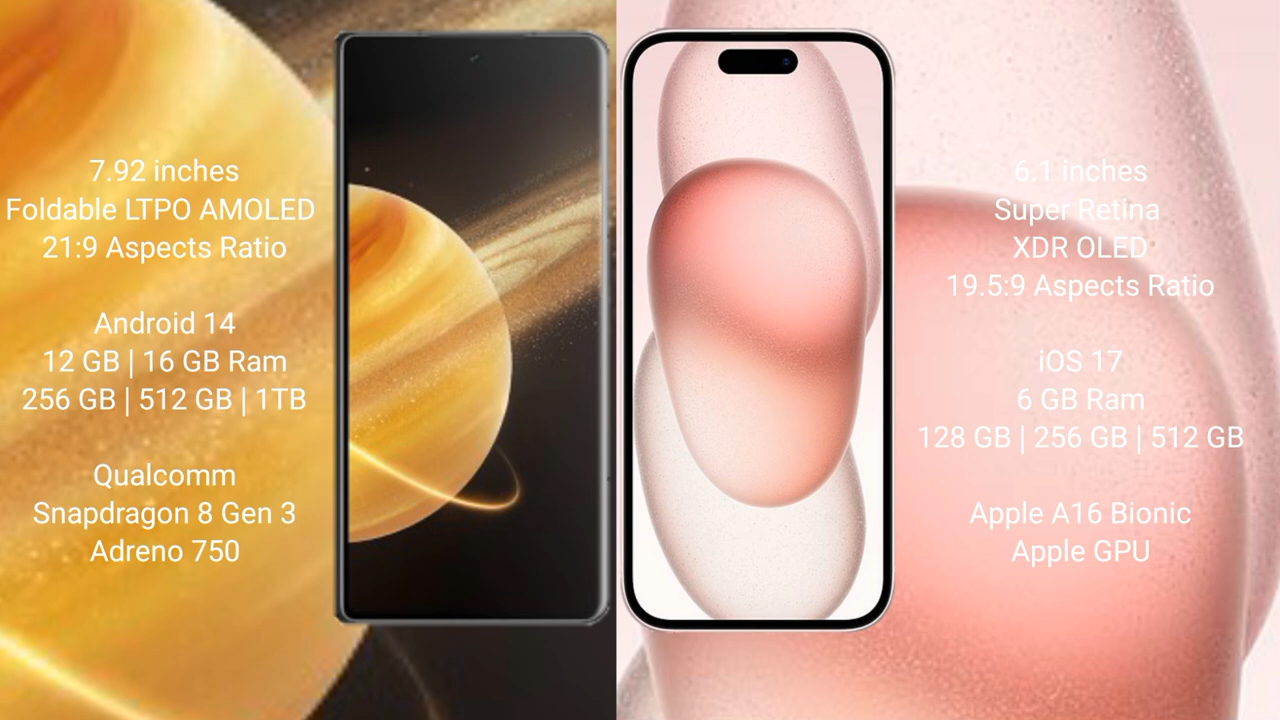 7.92 inches
Foldable LTPO AMOLED
21:9 Aspects Ratio
Android 14
12 GB | 16 GB Ram
256 GB | 512 GB | 1TB
Qualcomm
Snapdragon 8 Gen 3
Adreno 750
6.1 inches
Super Retina
XDR OLED
19.5:9 Aspects Ratio
iOS 17
6 GB Ram
128 GB | 256 GB | 512 GB
Apple A16 Bionic
Apple GPU